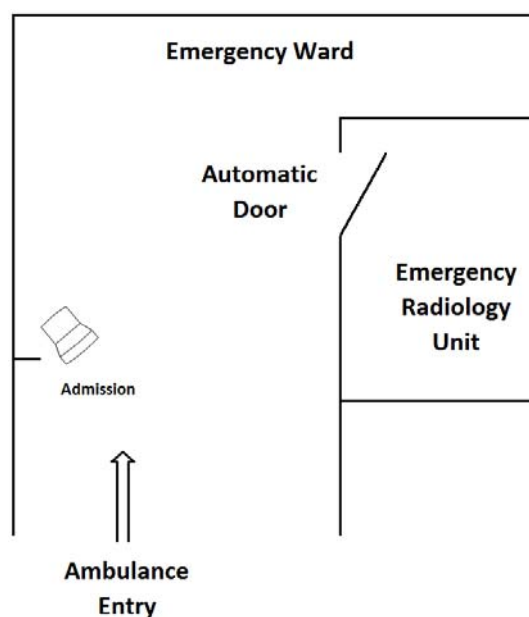 Emergency Ward
Automatic
Door
Emergency
Radiology
Unit
Admission
Ambulance
Entry